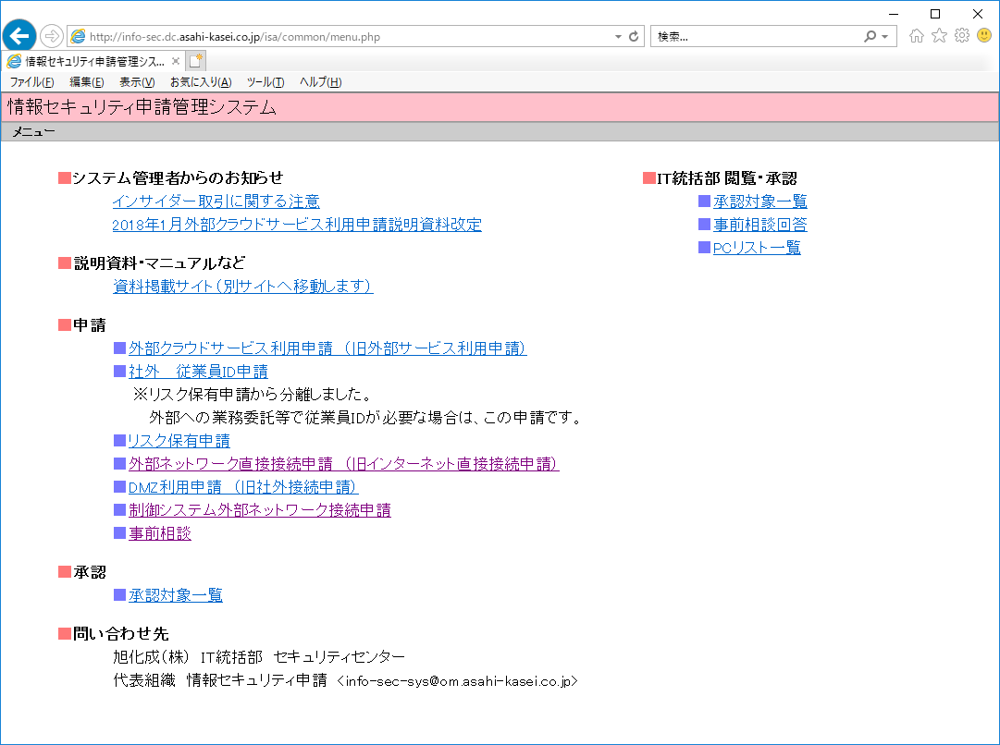 http://info-sec.dc.asahi-kasei.co.jp/isa/common/menu.php
検索...
情報セキュリティ申請管理シス...
ファイル(F) 編集(E) 表示(V) お気に入り(A) ツール(T) ヘルプ(H)
情報セキュリティ申請管理システム
メニュー
■システム管理者からのお知らせ
インサイダー取引に関する注意
2018年1月外部クラウドサービス利用申請説明資料改定
■説明資料・マニュアルなど
資料掲載サイト（別サイトへ移動します）
■申請
■外部クラウドサービス利用申請　（旧外部サービス利用申請）
■社外　従業員ID申請
※リスク保有申請から分離しました。
外部への業務委託等で従業員IDが必要な場合は、この申請です。
■リスク保有申請
■外部ネットワーク直接接続申請　（旧インターネット直接接続申請）
■DMZ利用申請　（旧社外接続申請）
■制御システム外部ネットワーク接続申請
■事前相談
■承認
■承認対象一覧
■問い合わせ先
旭化成（株）　IT統括部　セキュリティセンター
代表組織　情報セキュリティ申請　<info-sec-sys@om.asahi-kasei.co.jp>
■IT統括部 閲覧・承認
■承認対象一覧
■事前相談回答
■PCリスト一覧